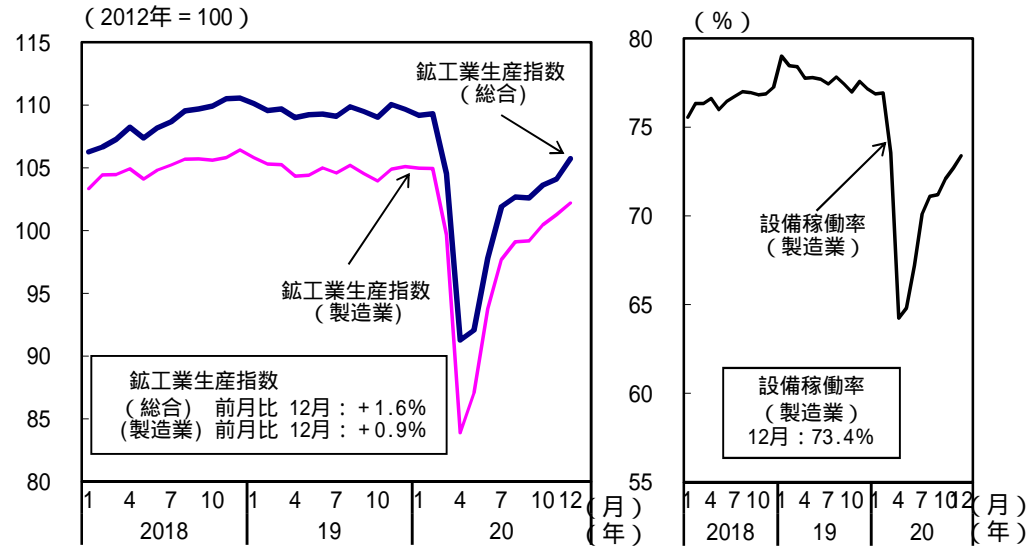 （2012年＝100）
115
110
105
100
95
90
85
80
鉱工業生産指数
（総合）
鉱工業生産指数
（製造業）
鉱工業生産指数
（総合） 前月比 12月：＋1.6%
（製造業） 前月比 12月：＋0.9%
1 4 7 10 1 4 7 10 1 4 7 10 12（月）
2018 19 20 （年）
（%）
80
75
70
65
60
55
設備稼働率
（製造業）
設備稼働率
（製造業）
12月：73.4%
1 4 7 10 1 4 7 10 1 4 7 10 12（月）
2018 19 20 （年）